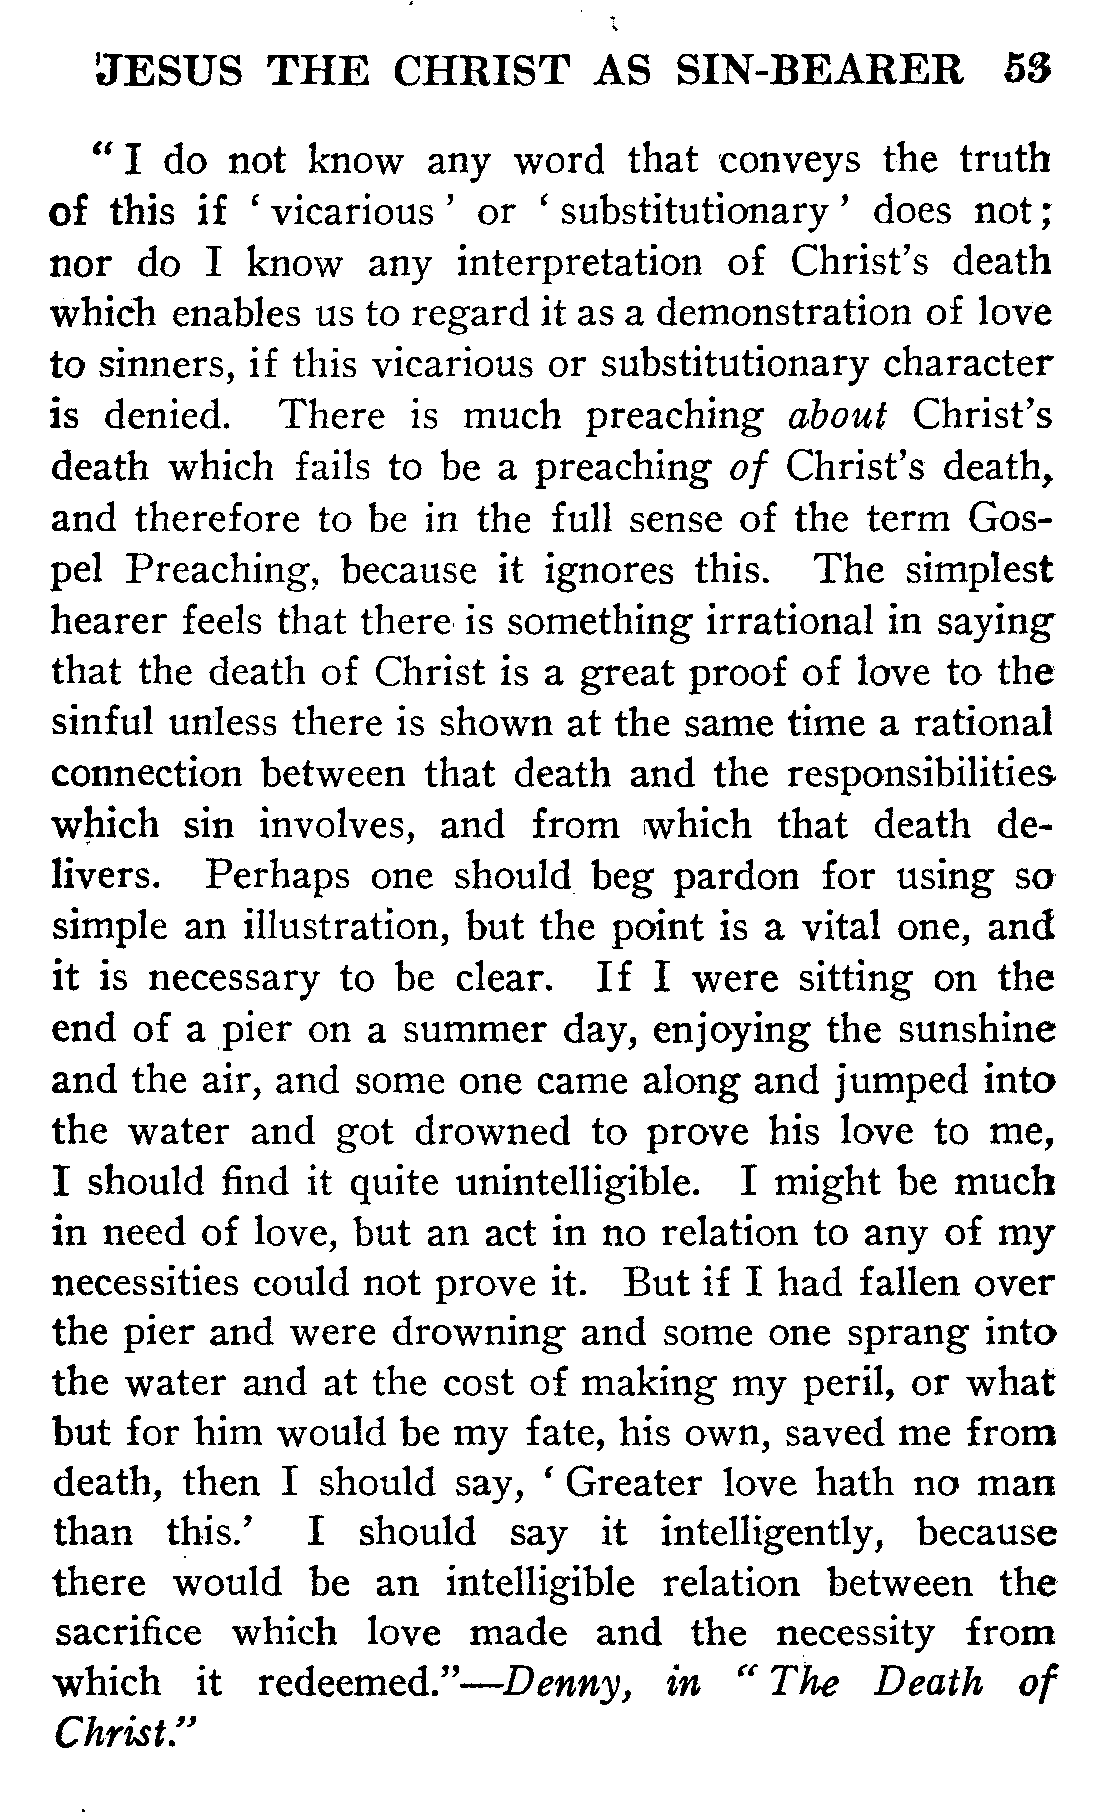 JESUS THE CHRIST AS SIN-BEARER 53
“ I do not know any word that conveys the truth
of this if ‘ vicarious ’ or ‘ substitutionary ’ does not ;
nor do I know any interpretation of Christ’s death
which enables us to regard it as a demonstration of love
to sinners, if this vicarious or substitutionary character
is denied. There is much preaching about Christ’s
death which fails to be a preaching of Christ’s death,
and therefore to be in the full sense of the term Gos-
pel Preaching, because it ignores this. The simplest
hearer feels that there is something irrational in saying
that the death of Christ is a great proof of love to the
sinful unless there is shown at the same time a rational
connection between that death and the responsibilities
which sin involves, and from which that death de-
livers. Perhaps one should beg pardon for using so
simple an illustration, but the point is a vital one, and
it is necessary to be clear. If I were sitting on the
end of a pier on a summer day, enjoying the sunshine
and the air, and some one came along and jumped into
the water and got drowned to prove his love to me,
I should find it quite unintelligible. I might be much
in need of love, but an act in no relation to any of my
necessities could not prove it. But if I had fallen over
the pier and were drowning and some one sprang into
the water and at the cost of making my peril, or what
but for him would be my fate, his own, saved me from
death, then I should say, ‘ Greater love hath no man
than this.’ I should say it intelligently, because
there would be an intelligible relation between the
sacrifice which love made and the necessity from
which it redeemed.”—Denny, in “ The Death of
Christ.”